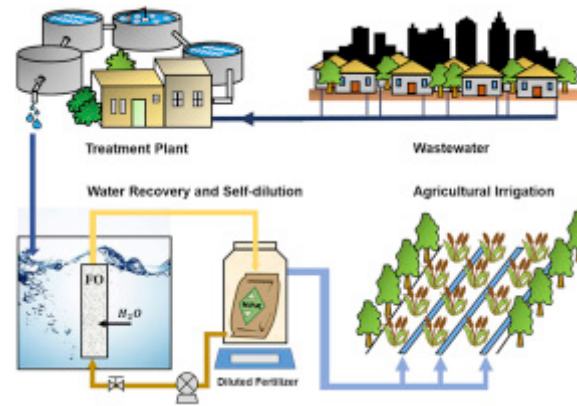 Treatment Plant
Wastewater
Water Recovery and Self-dilution
Agricultural Irrigation
FO
H₂O
Diluted Fertilizer